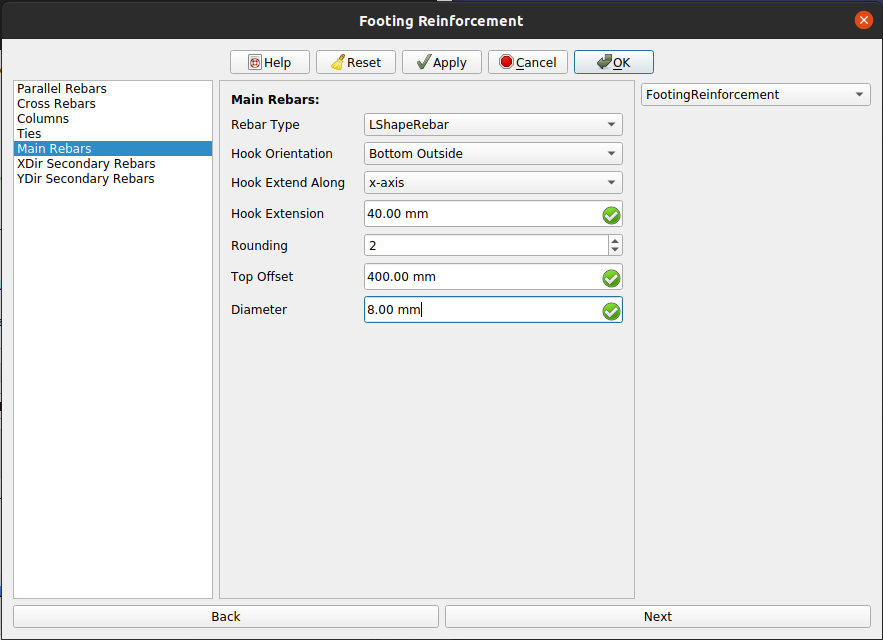 Footing Reinforcement
Help Reset Apply Cancel OK
Parallel Rebars
Cross Rebars
Columns
Ties
Main Rebars
XDir Secondary Rebars
YDir Secondary Rebars
Main Rebars:
Rebar Type LShapeRebar
Hook Orientation Bottom Outside
Hook Extend Along x-axis
Hook Extension 40.00 mm
Rounding 2
Top Offset 400.00 mm
Diameter 8.00 mm
FootingReinforcement
Back Next